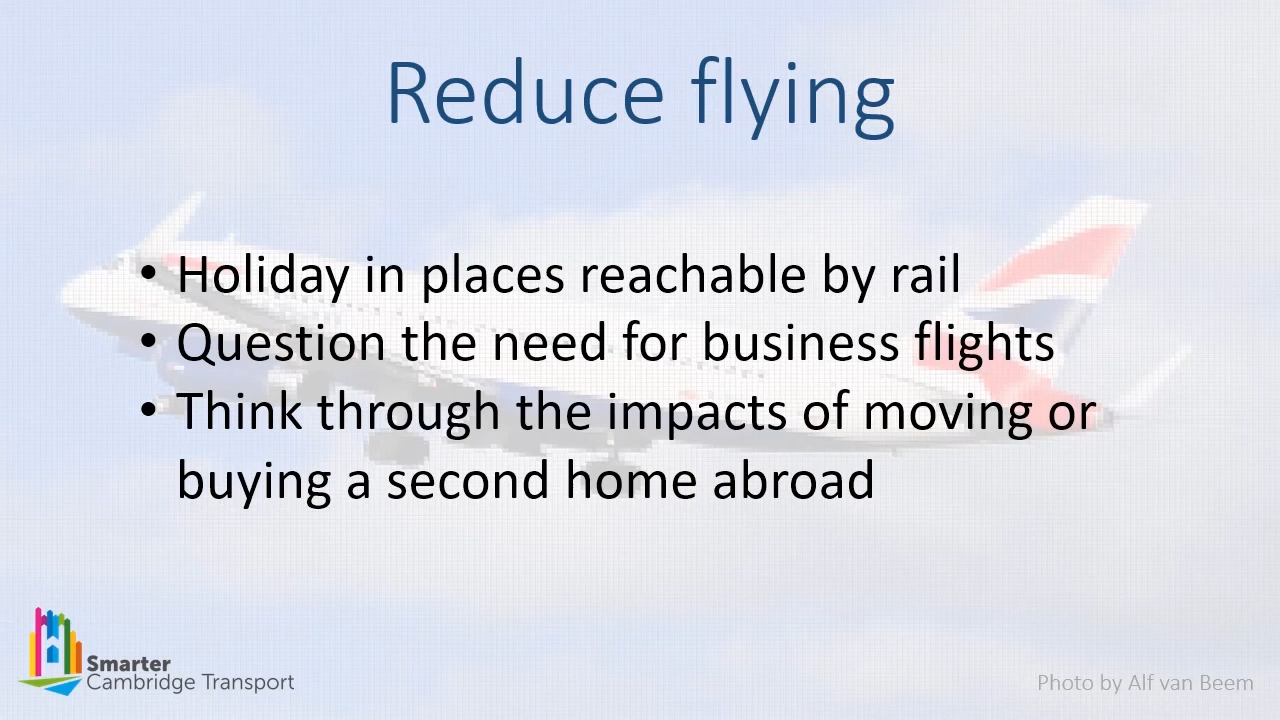 Reduce flying
• Holiday in places reachable by rail
• Question the need for business flights
• Think through the impacts of moving or
buying a second home abroad
Smarter
Cambridge Transport
Photo by Alf van Beem